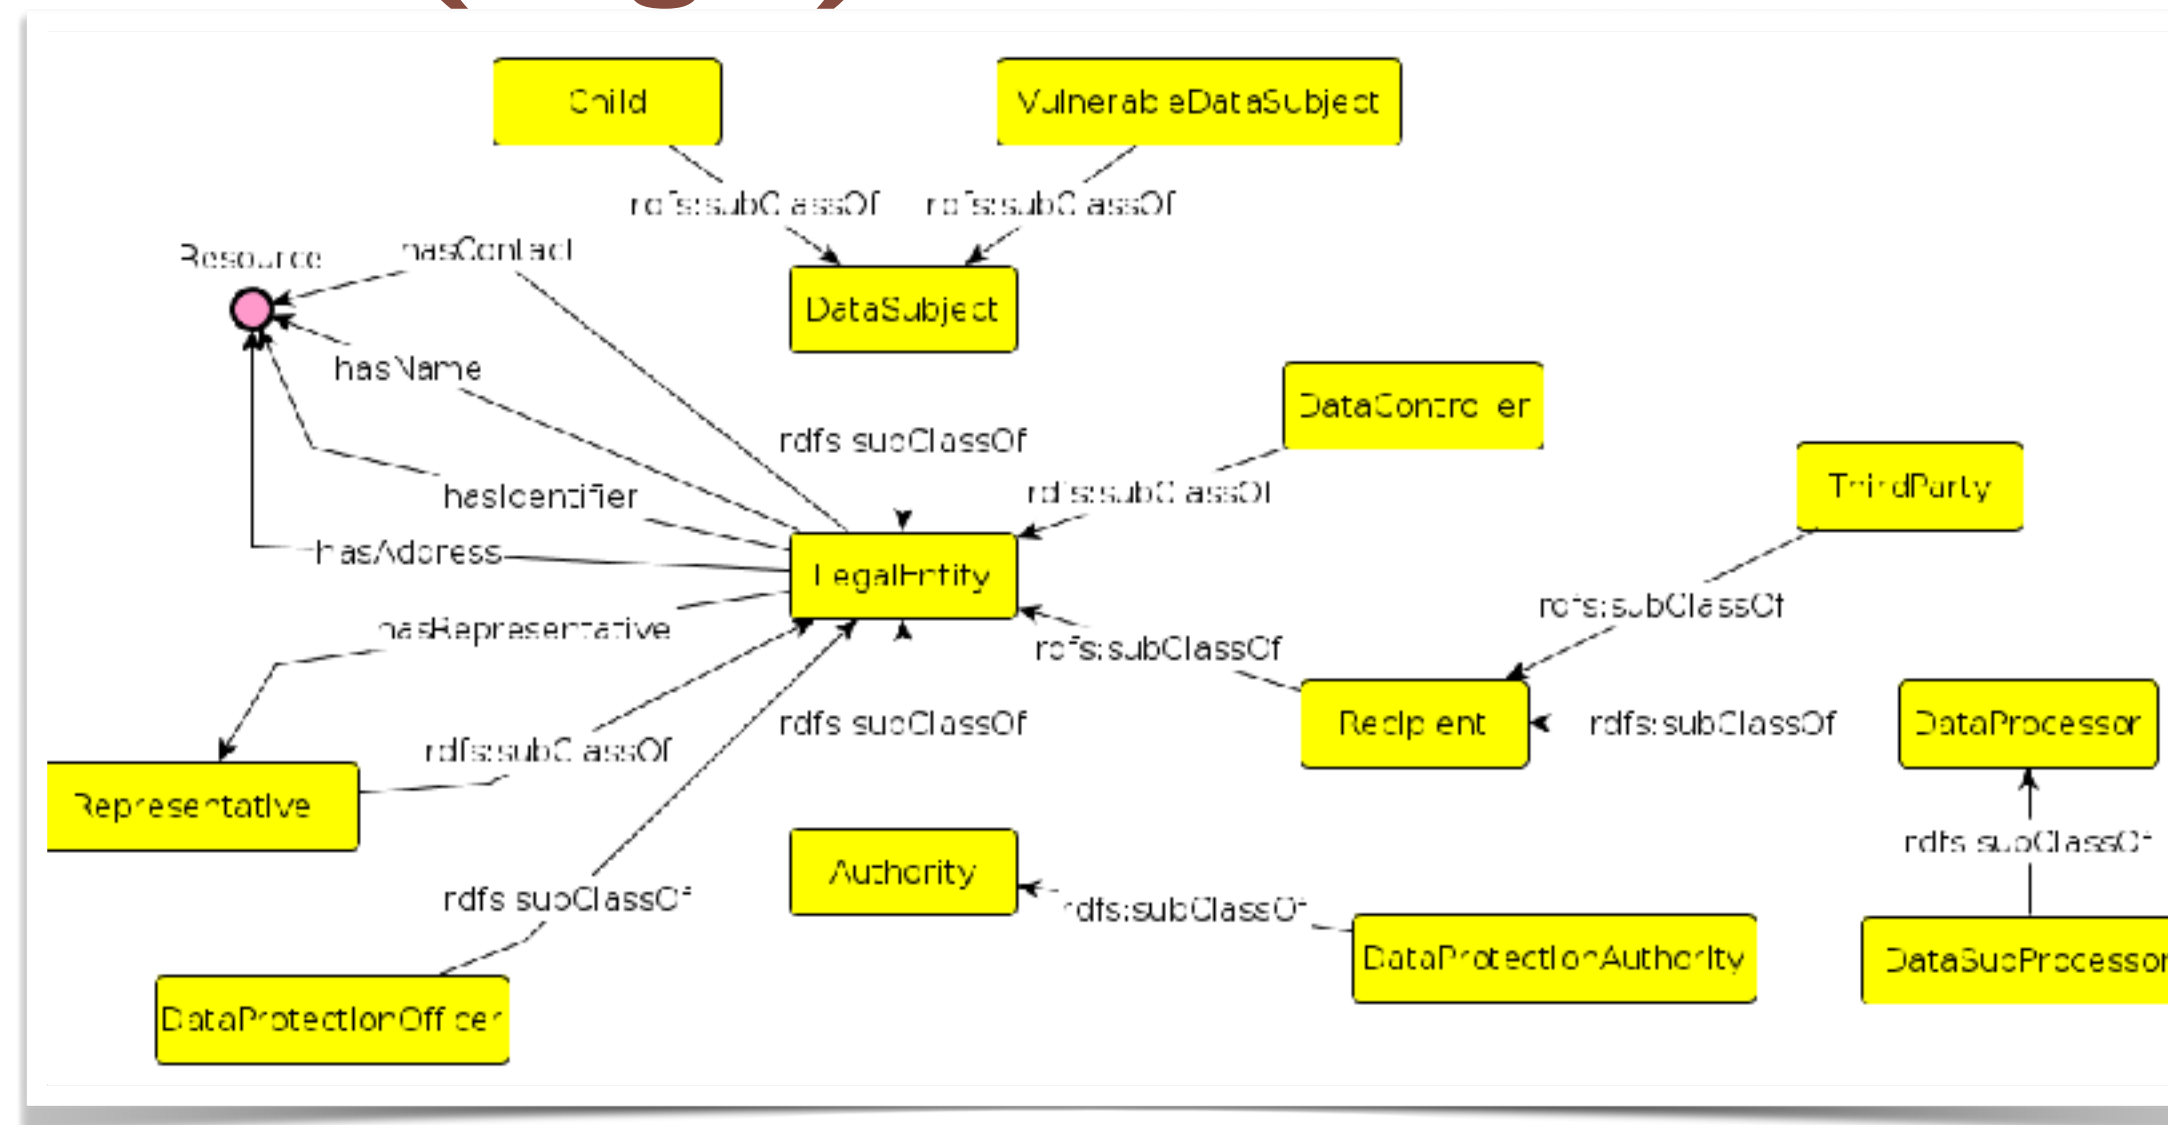 Child
VulnerableDataSubject
rdfs:subClassOf
rdfs:subClassOf
Resource
hasContact
DataSubject
hasName
DataController
rdfs:subClassOf
hasIdentifier
rdfs:subClassOf
ThirdParty
hasAddress
LegalEntity
rdfs:subClassOf
hasRepresentative
rdfs:subClassOf
rdfs:subClassOf
rdfs:subClassOf
Recipient
rdfs:subClassOf
DataProcessor
rdfs:subClassOf
Representative
rdfs:subClassOf
Authority
rdfs:subClassOf
rdfs:subClassOf
DataProtectionAuthority
DataSubProcessor
DataProtectionOfficer